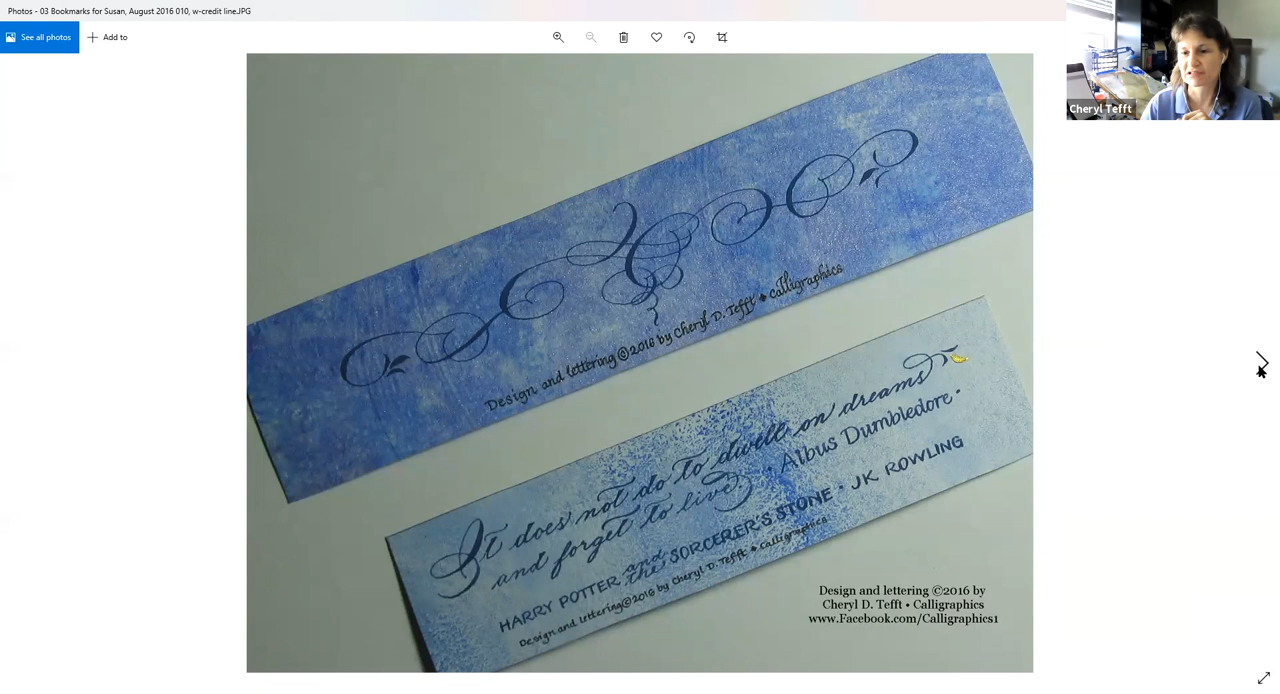 Photos - 03 Bookmarks for Susan, August 2016 010, w-credit line.JPG
See all photos
Add to
Cheryl Tefft
Design and lettering ©2016 by Cheryl D. Tefft ♦ calligraphics
It does not do to dwell on dreams
and forget to live.
· Albus Dumbledore ·
HARRY POTTER and the SORCERER'S STONE · JK ROWLING
Design and lettering ©2016 by Cheryl D. Tefft ♦ Calligraphics
Design and lettering ©2016 by
Cheryl D. Tefft • Calligraphics
www.Facebook.com/Calligraphics1